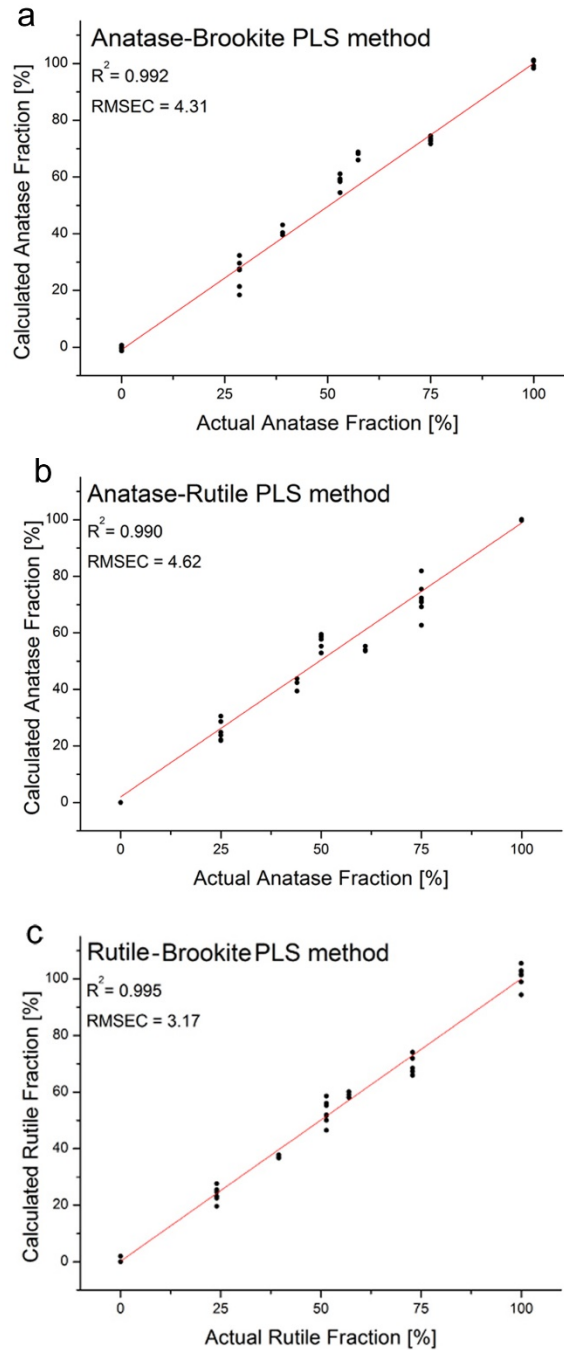 a
Anatase-Brookite PLS method
R² = 0.992
RMSEC = 4.31
Calculated Anatase Fraction [%]
100
80
60
40
20
0
0 25 50 75 100
Actual Anatase Fraction [%]
b
Anatase-Rutile PLS method
R² = 0.990
RMSEC = 4.62
Calculated Anatase Fraction [%]
100
80
60
40
20
0
0 25 50 75 100
Actual Anatase Fraction [%]
c
Rutile-Brookite PLS method
R² = 0.995
RMSEC = 3.17
Calculated Rutile Fraction [%]
100
80
60
40
20
0
0 25 50 75 100
Actual Rutile Fraction [%]